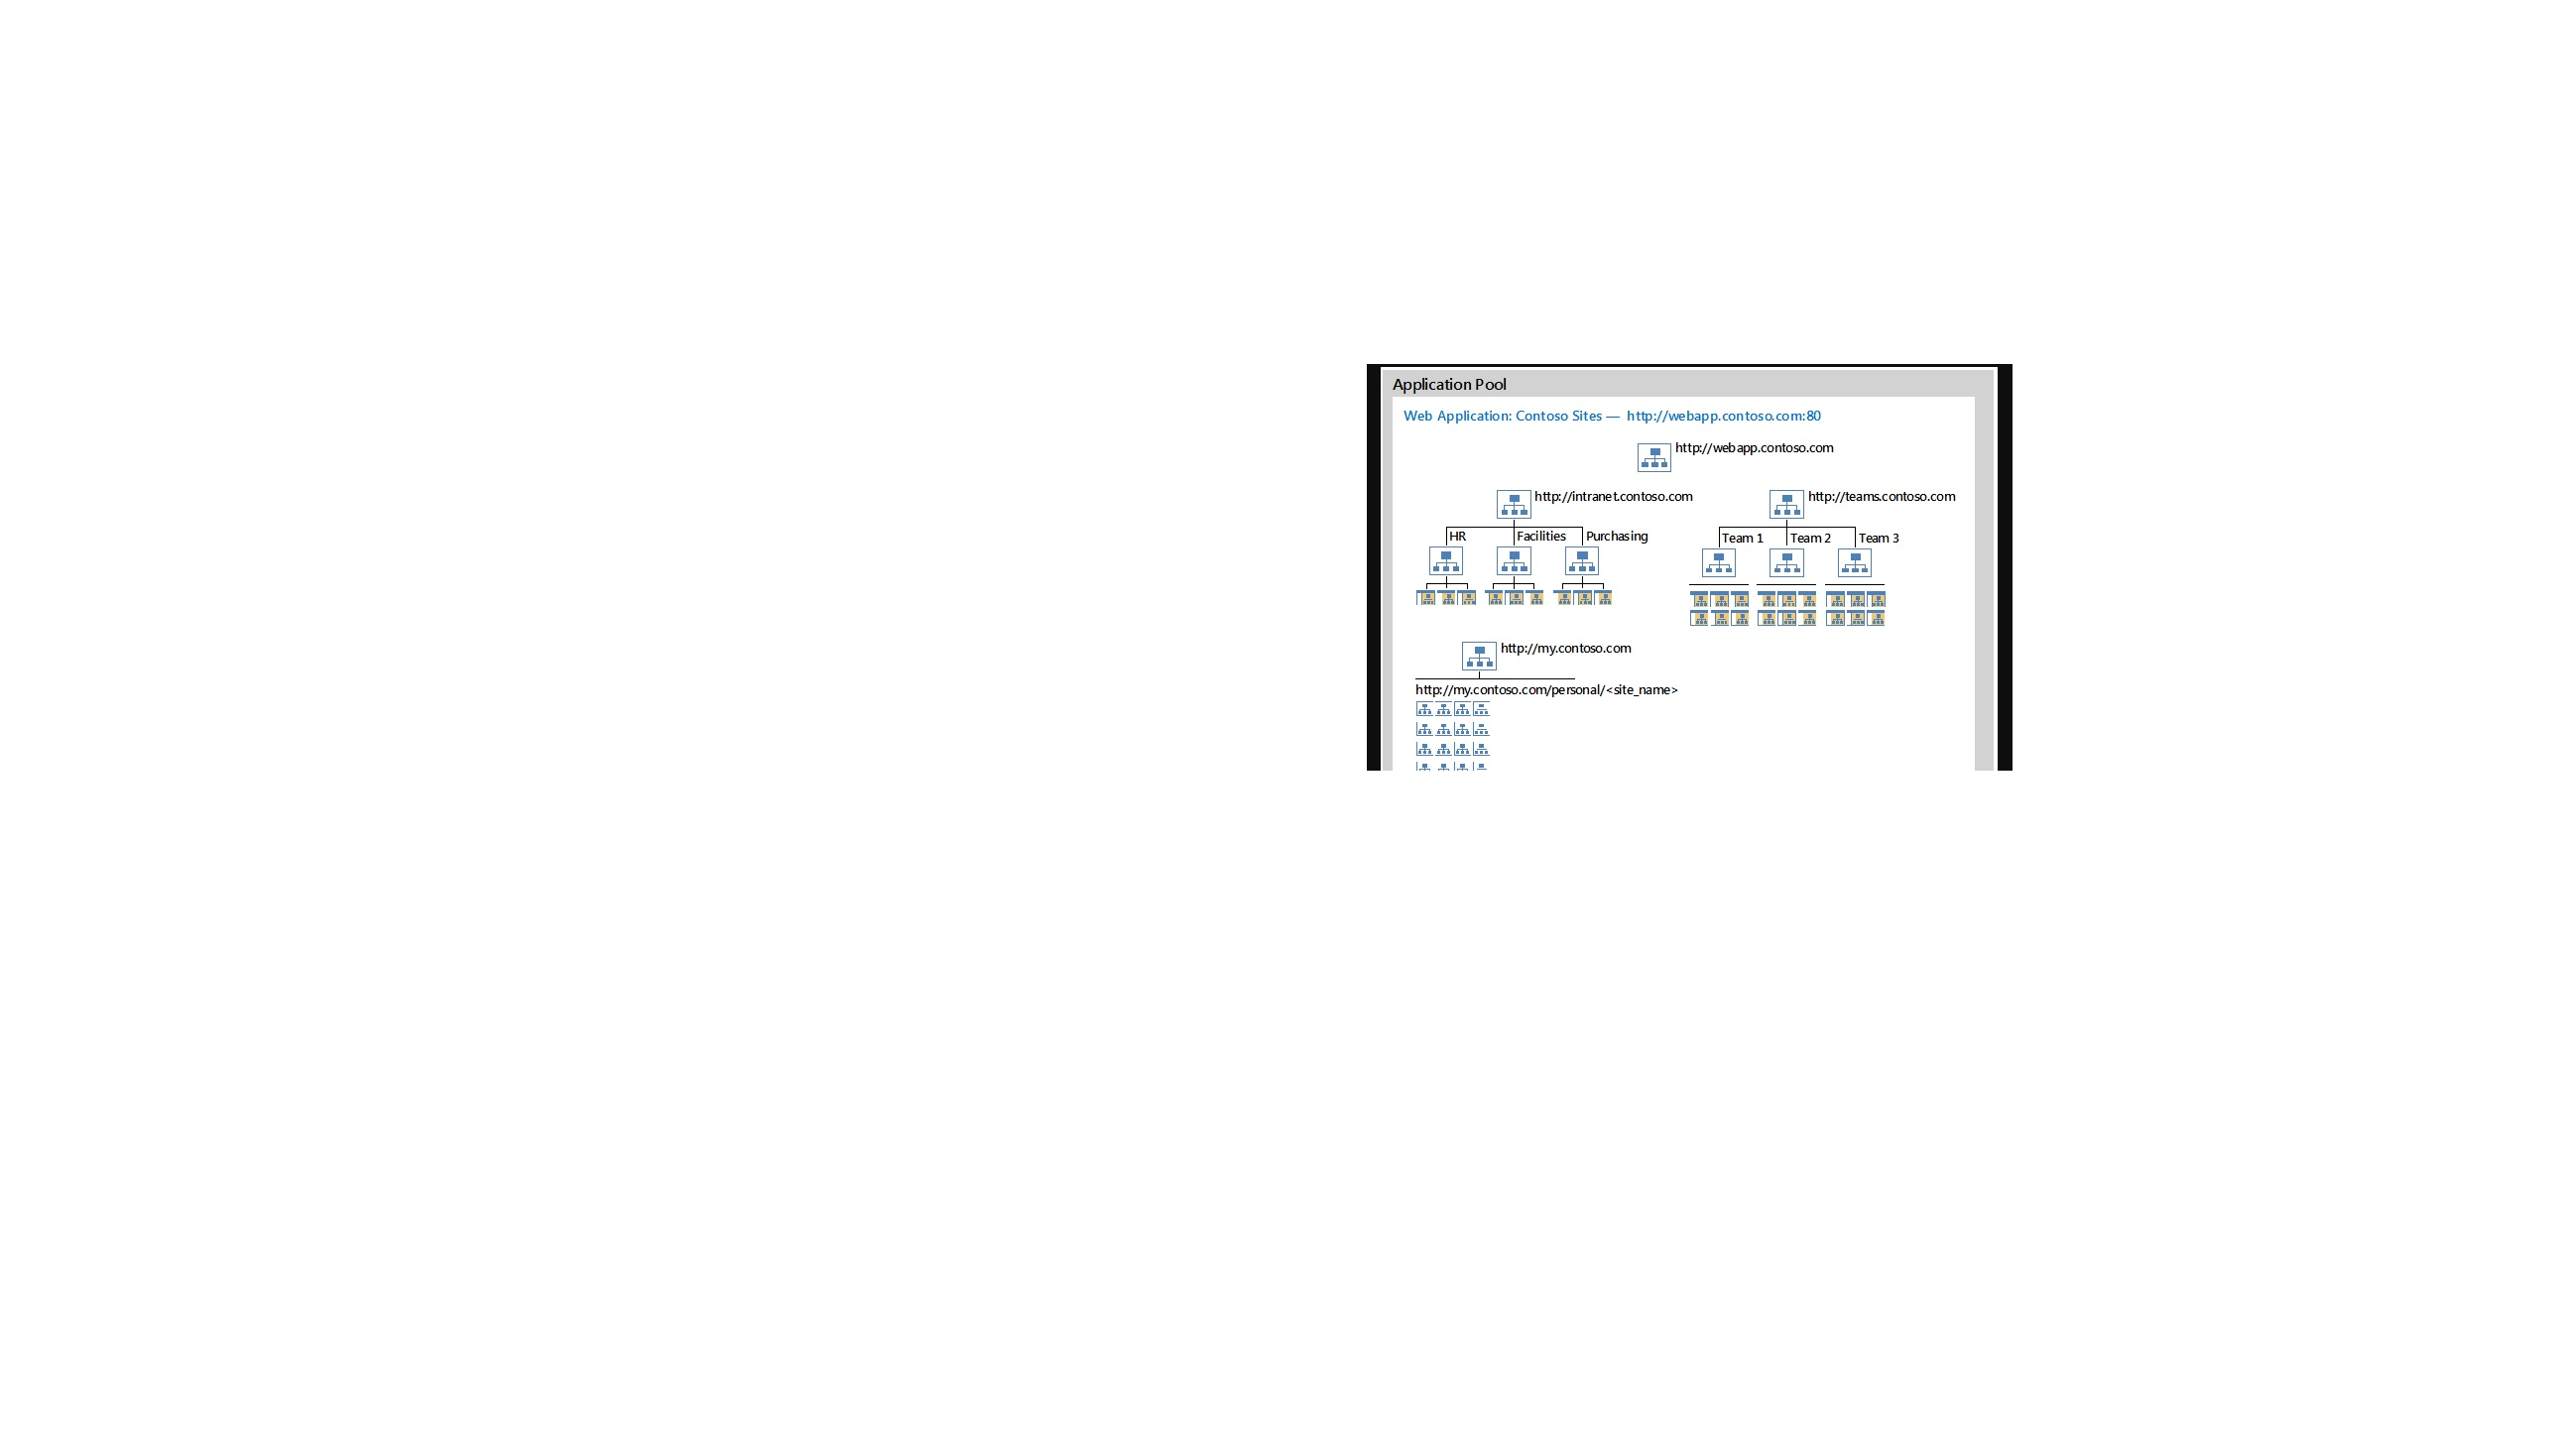 Application Pool
Web Application: Contoso Sites — http://webapp.contoso.com:80
http://webapp.contoso.com
http://intranet.contoso.com
http://teams.contoso.com
HR
Facilities
Purchasing
Team 1
Team 2
Team 3
http://my.contoso.com
http://my.contoso.com/personal/<site_name>